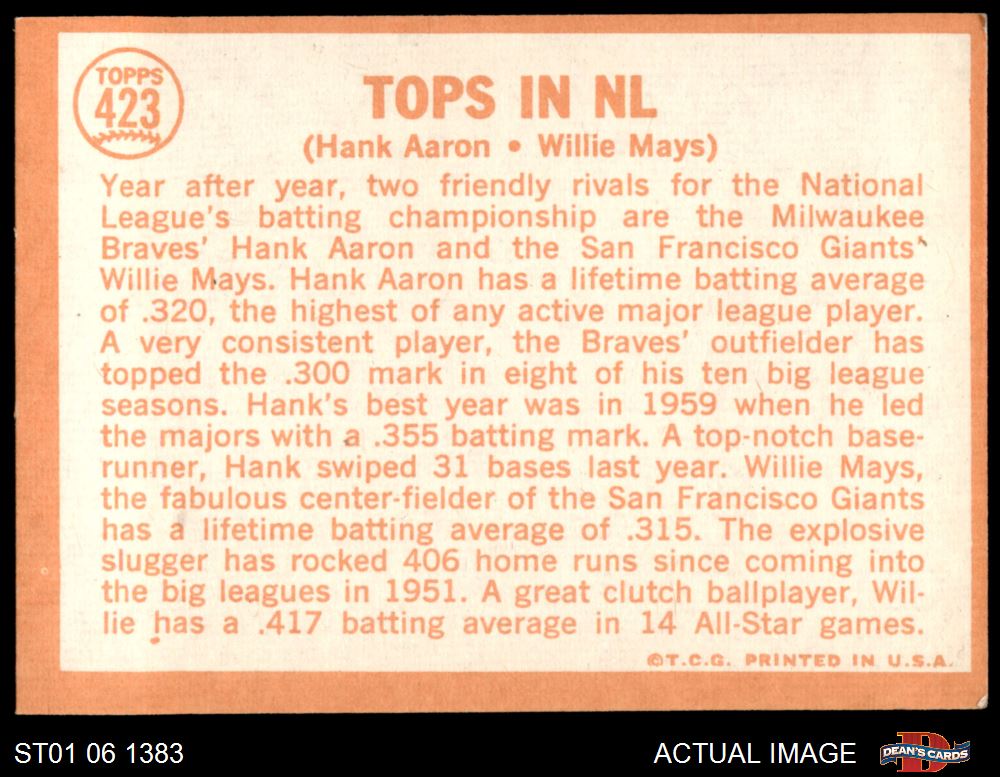 TOPPS
423
TOPS IN NL
(Hank Aaron • Willie Mays)
Year after year, two friendly rivals for the National
League's batting championship are the Milwaukee
Braves' Hank Aaron and the San Francisco Giants'
Willie Mays. Hank Aaron has a lifetime batting average
of .320, the highest of any active major league player.
A very consistent player, the Braves' outfielder has
topped the .300 mark in eight of his ten big league
seasons. Hank's best year was in 1959 when he led
the majors with a .355 batting mark. A top-notch base-
runner, Hank swiped 31 bases last year. Willie Mays,
the fabulous center-fielder of the San Francisco Giants
has a lifetime batting average of .315. The explosive
slugger has rocked 406 home runs since coming into
the big leagues in 1951. A great clutch ballplayer, Wil-
lie has a .417 batting average in 14 All-Star games.
©T.C.G. PRINTED IN U.S.A.
ST01 06 1383
ACTUAL IMAGE
D
DEAN'S CARDS